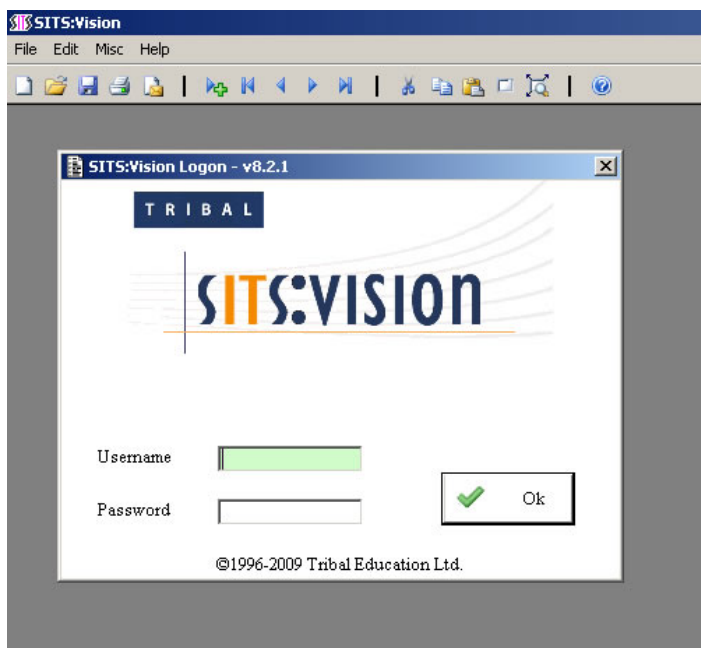 SITS:Vision
File Edit Misc Help
SITS:Vision Logon - v8.2.1
TRIBAL
SITS:VISION
Username
Password
Ok
©1996-2009 Tribal Education Ltd.